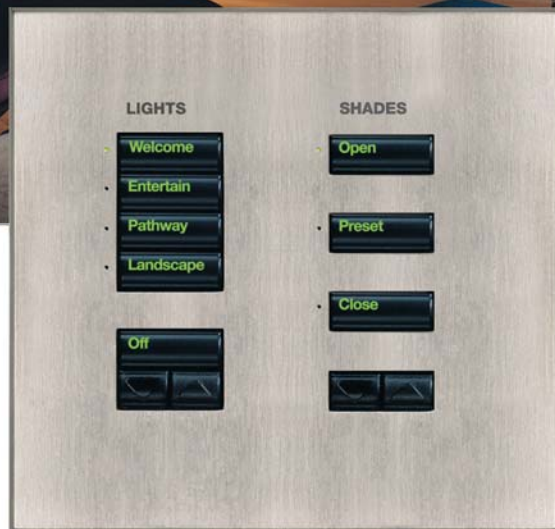 LIGHTS
Welcome
Entertain
Pathway
Landscape
Off
SHADES
Open
Preset
Close